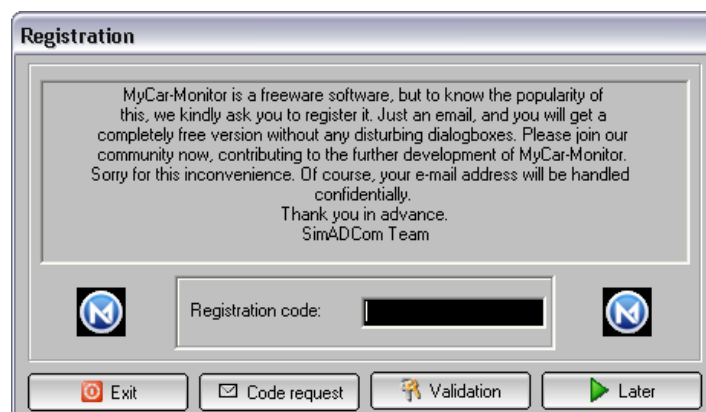 Registration
MyCar-Monitor is a freeware software, but to know the popularity of
this, we kindly ask you to register it. Just an email, and you will get a
completely free version without any disturbing dialogboxes. Please join our
community now, contributing to the further development of MyCar-Monitor.
Sorry for this inconvenience. Of course, your e-mail address will be handled
confidentially.
Thank you in advance.
SimADCom Team
Registration code:
Exit
Code request
Validation
Later